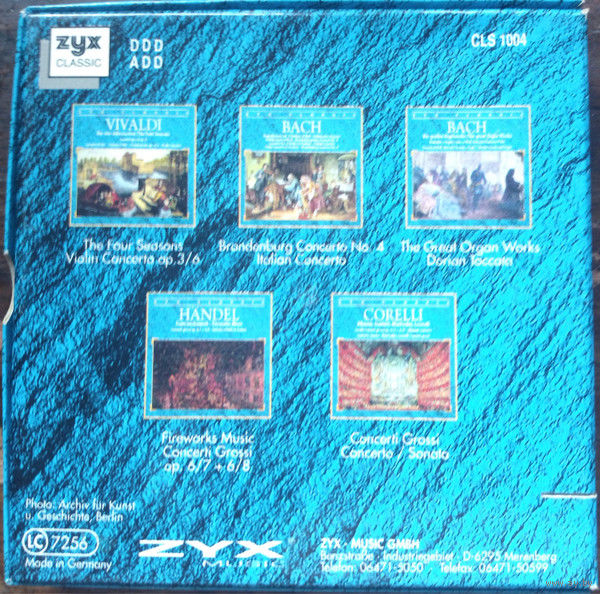 zyx
CLASSIC
DDD
ADD
CLS 1004
VIVALDI
BACH
BACH
The Four Seasons
Violin Concerto op.3/6
Brandenburg Concerto No. 4
Italian Concerto
The Great Organ Works
Dorian Toccata
HÄNDEL
CORELLI
Fireworks Music
Concerti Grossi
op. 6/7 + 6/8
Concerti Grossi
Concerto / Sonata
Photo: Archiv für Kunst
u. Geschichte, Berlin
LC 7256
Made in Germany
ZYX
MUSIC
ZYX - MUSIC GMBH
Benzstraße · Industriegebiet · D-6295 Merenberg
Telefon: 06471-5050 Telefax: 06471-50599